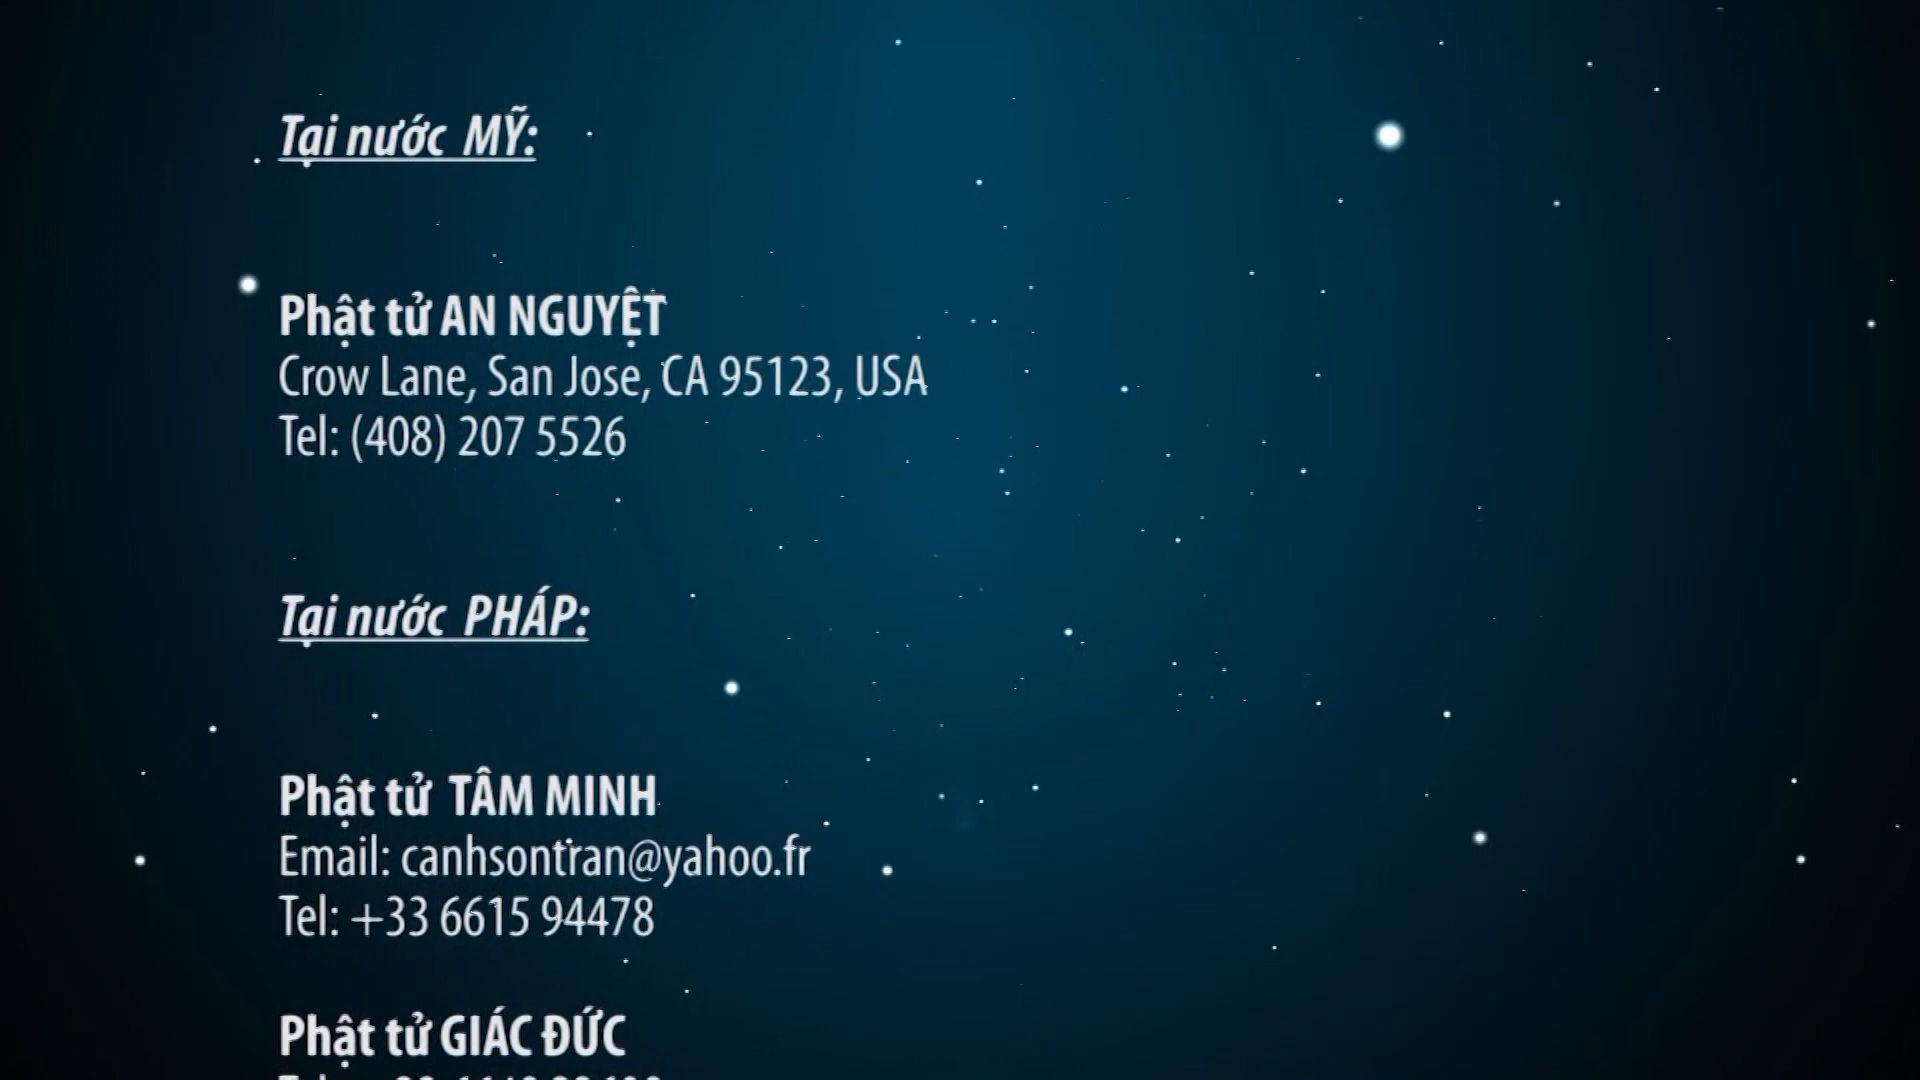 Tại nước MỸ:
Phật tử AN NGUYỆT
Crow Lane, San Jose, CA 95123, USA
Tel: (408) 207 5526
Tại nước PHÁP:
Phật tử TÂM MINH
Email: canhsontran@yahoo.fr
Tel: +33 6615 94478
Phật tử GIÁC ĐỨC